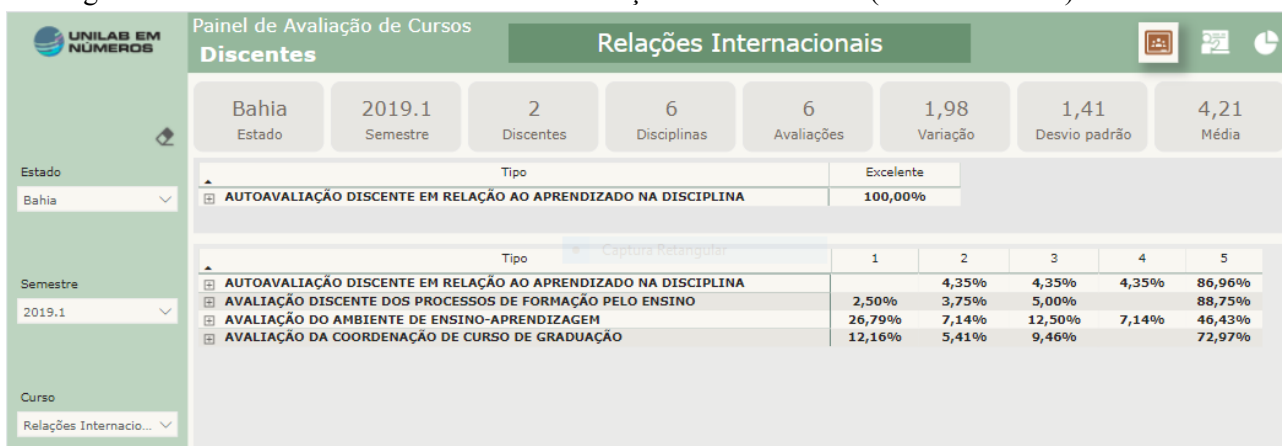 UNILAB EM
NÚMEROS
Painel de Avaliação de Cursos
Discentes
Relações Internacionais
Bahia
Estado
2019.1
Semestre
2
Discentes
6
Disciplinas
6
Avaliações
1,98
Variação
1,41
Desvio padrão
4,21
Média
Estado
Bahia
Semestre
2019.1
Curso
Relações Internacio...
Tipo Excelente
AUTOAVALIAÇÃO DISCENTE EM RELAÇÃO AO APRENDIZADO NA DISCIPLINA 100,00%
Captura Retangular
Tipo 1 2 3 4 5
AUTOAVALIAÇÃO DISCENTE EM RELAÇÃO AO APRENDIZADO NA DISCIPLINA 4,35% 4,35% 4,35% 86,96%
AVALIAÇÃO DISCENTE DOS PROCESSOS DE FORMAÇÃO PELO ENSINO 2,50% 3,75% 5,00% 88,75%
AVALIAÇÃO DO AMBIENTE DE ENSINO-APRENDIZAGEM 26,79% 7,14% 12,50% 7,14% 46,43%
AVALIAÇÃO DA COORDENAÇÃO DE CURSO DE GRADUAÇÃO 12,16% 5,41% 9,46% 72,97%